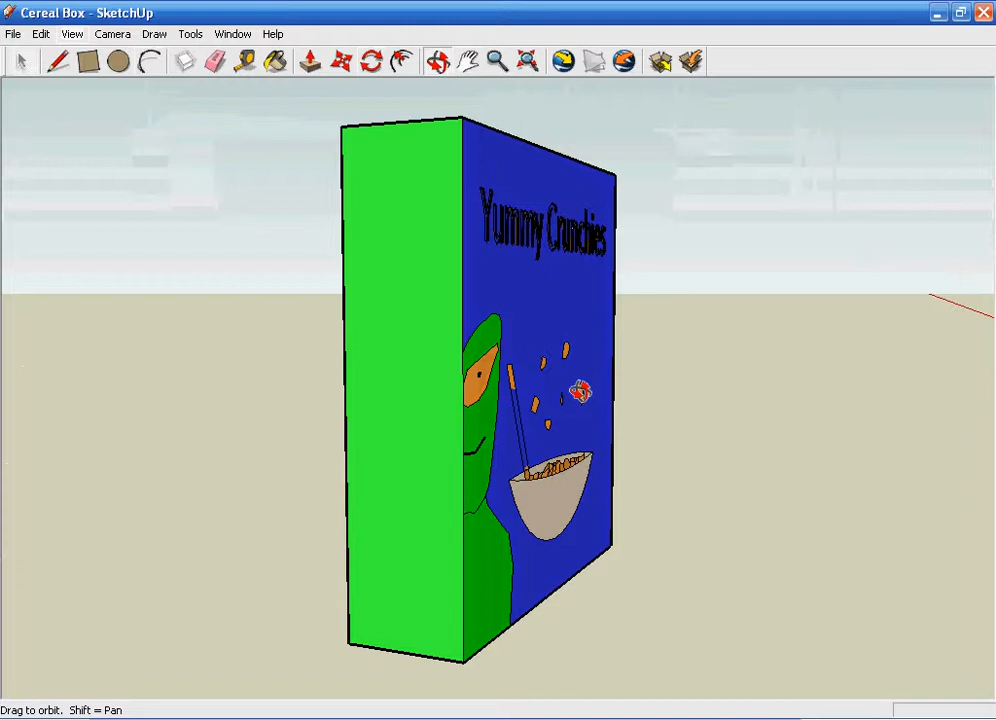 Cereal Box - SketchUp
File Edit View Camera Draw Tools Window Help
Yummy Crunchies
Drag to orbit. Shift = Pan